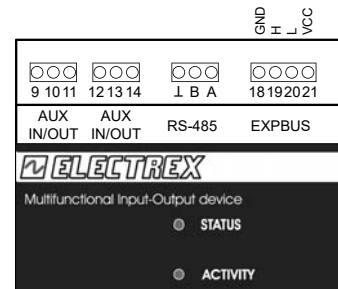 GND
H
L
VCC
9 10 11 12 13 14 ⊥ B A 18 19 20 21
AUX IN/OUT
AUX IN/OUT
RS-485
EXPBUS
ELECTREX
Multifunctional Input-Output device
STATUS
ACTIVITY